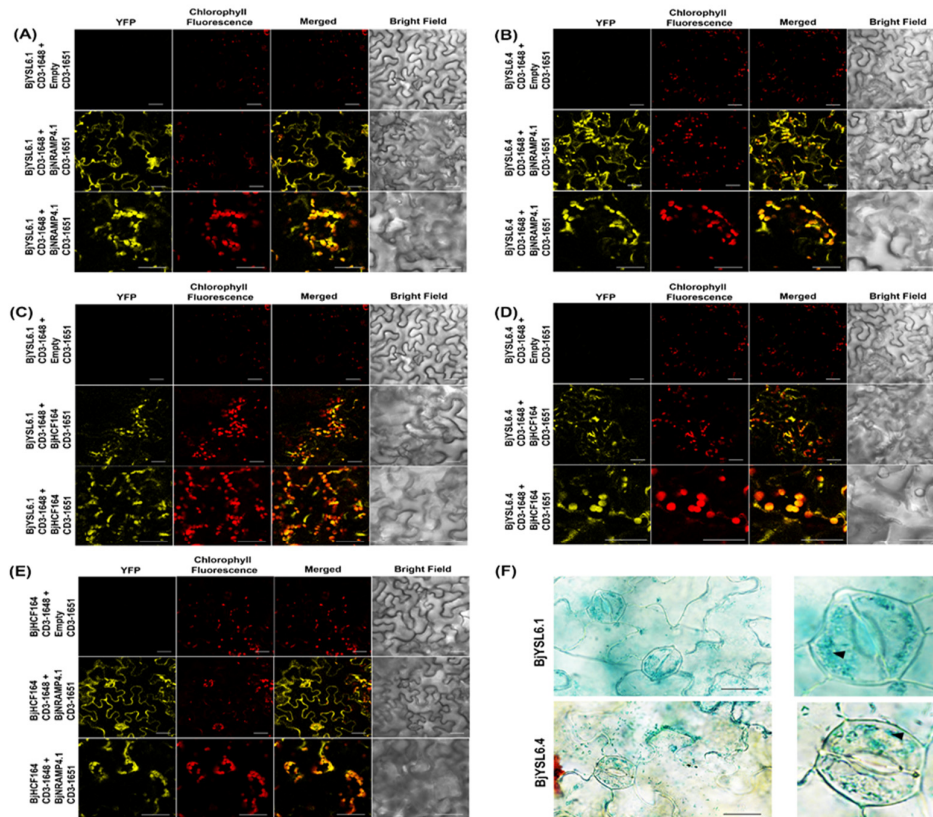 (A)
YFP
Chlorophyll
Fluorescence
Merged
Bright Field
BjYSL6.1
CD3-1648 +
Empty
CD3-1651
BjYSL6.1
CD3-1648 +
BjNRAMP4.1
CD3-1651
BjYSL6.1
CD3-1648 +
BjNRAMP4.1
CD3-1651
(B)
YFP
Chlorophyll
Fluorescence
Merged
Bright Field
BjYSL6.4
CD3-1648 +
Empty
CD3-1651
BjYSL6.4
CD3-1648 +
BjNRAMP4.1
CD3-1651
BjYSL6.4
CD3-1648 +
BjNRAMP4.1
CD3-1651
(C)
YFP
Chlorophyll
Fluorescence
Merged
Bright Field
BjYSL6.1
CD3-1648 +
Empty
CD3-1651
BjYSL6.1
CD3-1648 +
BjHCF164
CD3-1651
BjYSL6.1
CD3-1648 +
BjHCF164
CD3-1651
(D)
YFP
Chlorophyll
Fluorescence
Merged
Bright Field
BjYSL6.4
CD3-1648 +
Empty
CD3-1651
BjYSL6.4
CD3-1648 +
BjHCF164
CD3-1651
BjYSL6.4
CD3-1648 +
BjHCF164
CD3-1651
(E)
YFP
Chlorophyll
Fluorescence
Merged
Bright Field
BjHCF164
CD3-1648 +
Empty
CD3-1651
BjHCF164
CD3-1648 +
BjNRAMP4.1
CD3-1651
BjHCF164
CD3-1648 +
BjNRAMP4.1
CD3-1651
(F)
BjYSL6.1
BjYSL6.4